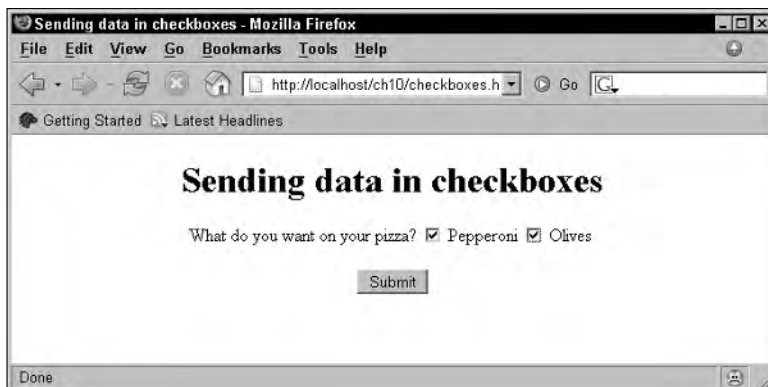 Sending data in checkboxes - Mozilla Firefox
File Edit View Go Bookmarks Tools Help
http://localhost/ch10/checkboxes.h Go G
Getting Started Latest Headlines
Sending data in checkboxes
What do you want on your pizza? Pepperoni Olives
Submit
Done